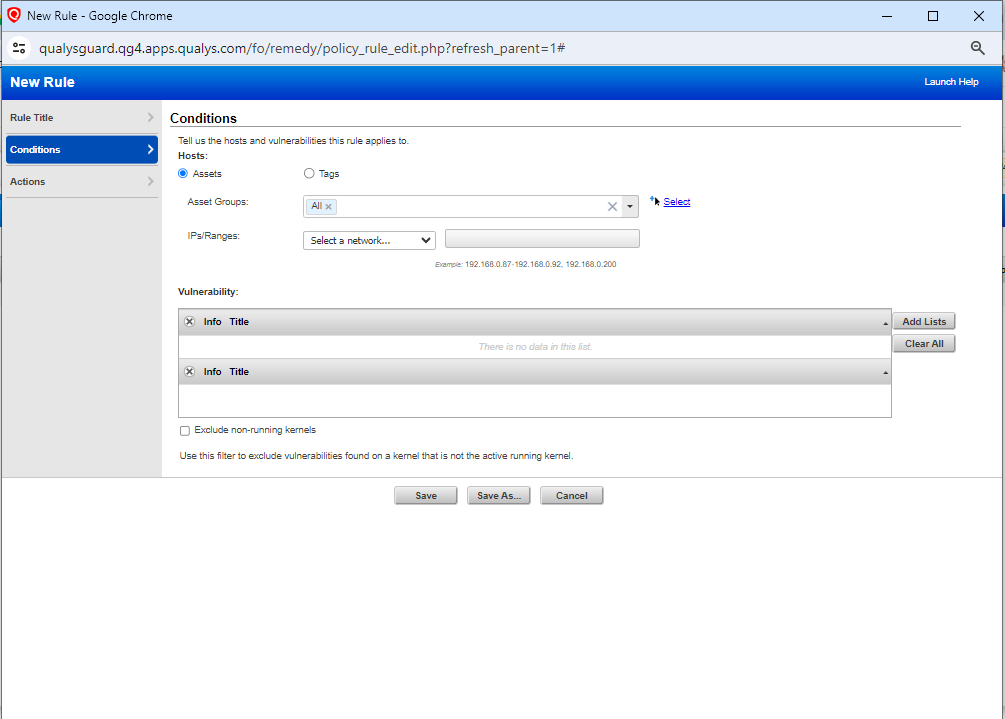 New Rule - Google Chrome
qualysguard.qg4.apps.qualys.com/fo/remedy/policy_rule_edit.php?refresh_parent=1#
New Rule
Launch Help
Rule Title
Conditions
Actions
Conditions
Tell us the hosts and vulnerabilities this rule applies to.
Hosts:
Assets
Tags
Asset Groups:
All
Select
IPs/Ranges:
Select a network...
Example: 192.168.0.87-192.168.0.92, 192.168.0.200
Vulnerability:
Info Title
Add Lists
There is no data in this list.
Clear All
Info Title
Exclude non-running kernels
Use this filter to exclude vulnerabilities found on a kernel that is not the active running kernel.
Save
Save As...
Cancel